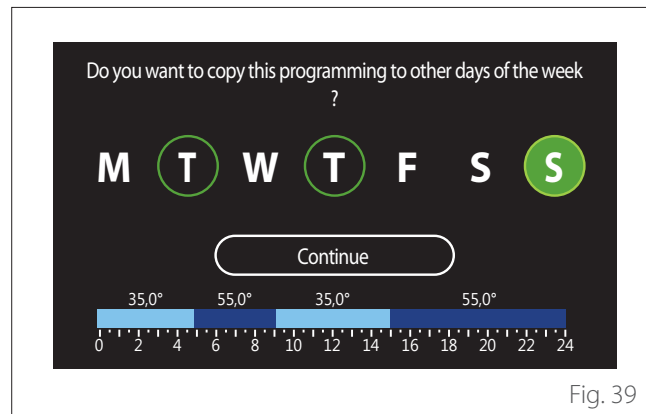 Do you want to copy this programming to other days of the week
?
M T W T F S S
Continue
35,0° 55,0° 35,0° 55,0°
0 2 4 6 8 10 12 14 16 18 20 22 24
Fig. 39